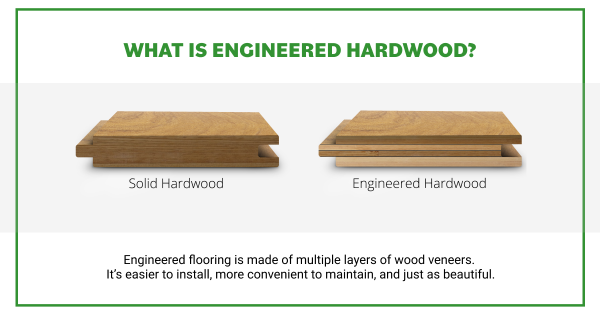 WHAT IS ENGINEERED HARDWOOD?
Solid Hardwood
Engineered Hardwood
Engineered flooring is made of multiple layers of wood veneers.
It's easier to install, more convenient to maintain, and just as beautiful.